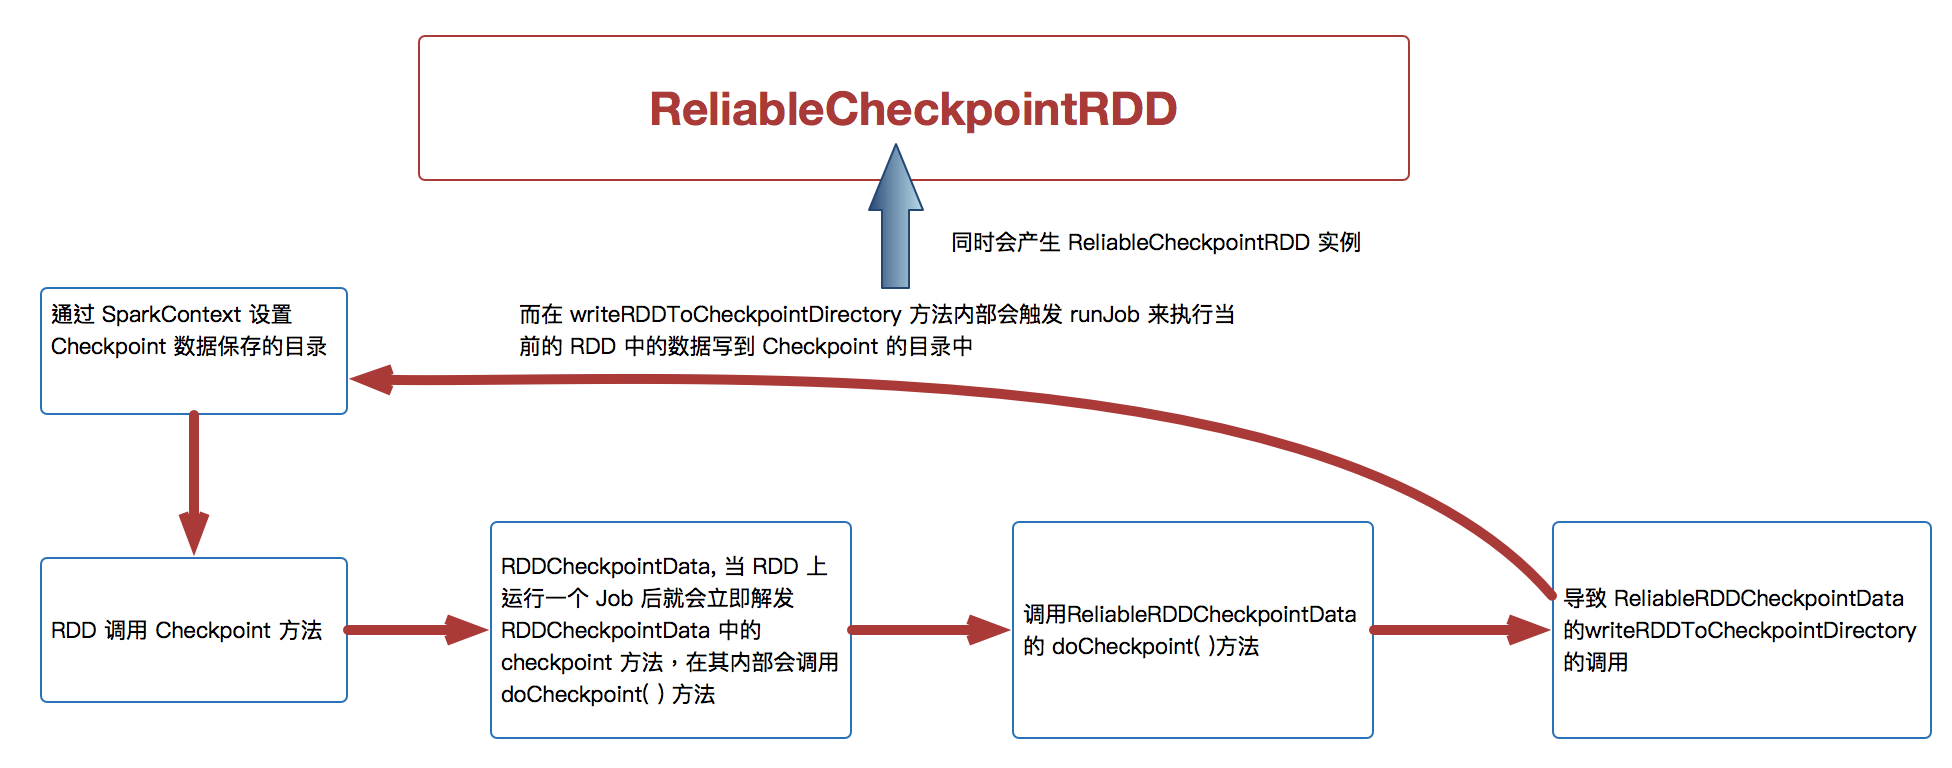 ReliableCheckpointRDD
同时会产生 ReliableCheckpointRDD 实例
通过 SparkContext 设置
Checkpoint 数据保存的目录
而在 writeRDDToCheckpointDirectory 方法内部会触发 runJob 来执行当
前的 RDD 中的数据写到 Checkpoint 的目录中
RDD 调用 Checkpoint 方法
RDDCheckpointData, 当 RDD 上
运行一个 Job 后就会立即解发
RDDCheckpointData 中的
checkpoint 方法，在其内部会调用
doCheckpoint( ) 方法
调用ReliableRDDCheckpointData
的 doCheckpoint( )方法
导致 ReliableRDDCheckpointData
的writeRDDToCheckpointDirectory
的调用